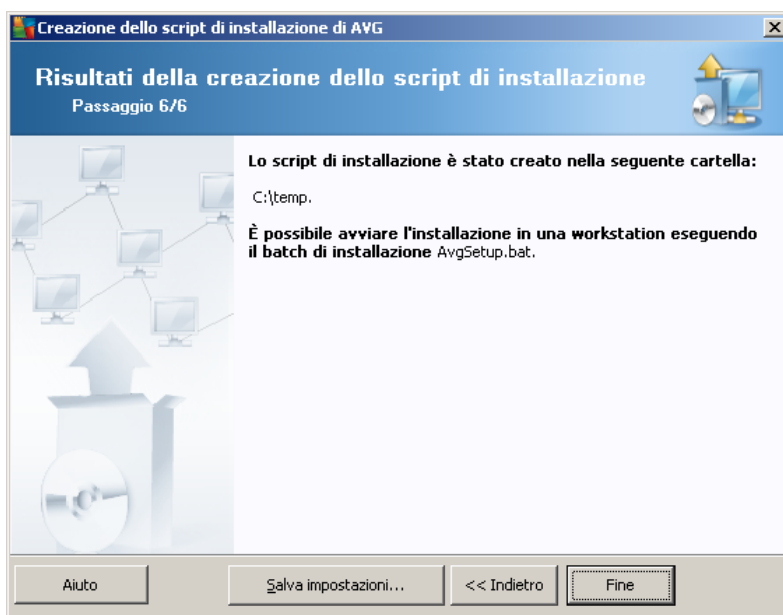 Creazione dello script di installazione di AVG
Risultati della creazione dello script di installazione
Passaggio 6/6
Lo script di installazione è stato creato nella seguente cartella:
C:\temp.
È possibile avviare l'installazione in una workstation eseguendo
il batch di installazione AvgSetup.bat.
Aiuto
Salva impostazioni...
<< Indietro
Fine